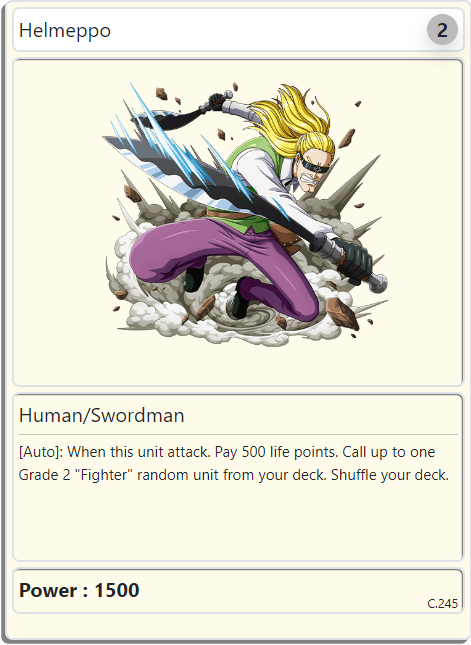 Helmeppo
2
Human/Swordman
[Auto]: When this unit attack. Pay 500 life points. Call up to one
Grade 2 "Fighter" random unit from your deck. Shuffle your deck.
Power : 1500
C.245